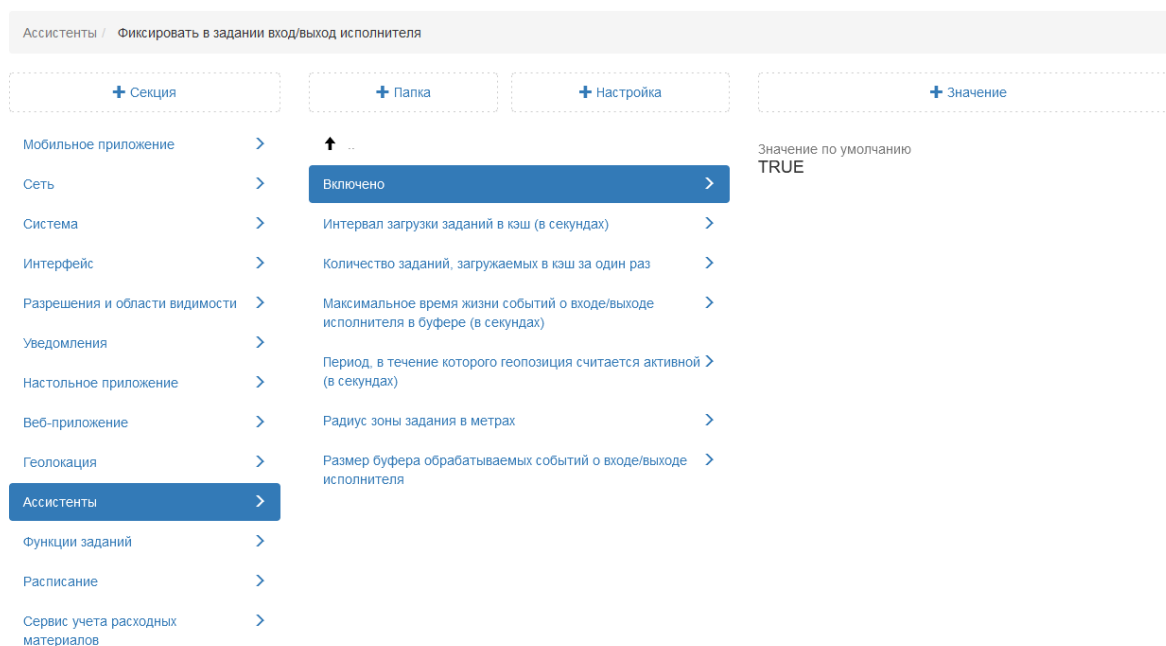 Ассистенты / Фиксировать в задании вход/выход исполнителя
+ Секция
+ Папка
+ Настройка
+ Значение
Мобильное приложение
Сеть
Система
Интерфейс
Разрешения и области видимости
Уведомления
Настольное приложение
Веб-приложение
Геолокация
Ассистенты
Функции заданий
Расписание
Сервис учета расходных
материалов
..
Включено
Интервал загрузки заданий в кэш (в секундах)
Количество заданий, загружаемых в кэш за один раз
Максимальное время жизни событий о входе/выходе
исполнителя в буфере (в секундах)
Период, в течение которого геопозиция считается активной
(в секундах)
Радиус зоны задания в метрах
Размер буфера обрабатываемых событий о входе/выходе
исполнителя
Значение по умолчанию
TRUE